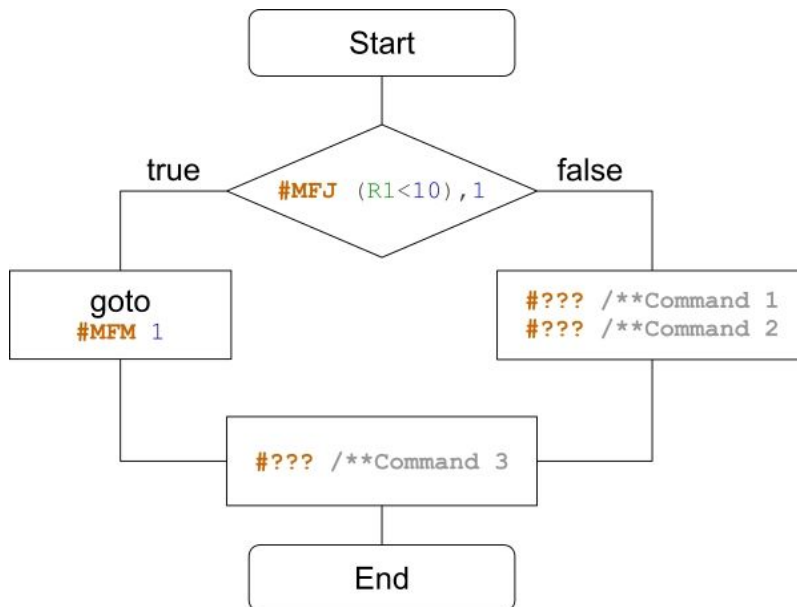 Start
true
false
#MFJ (R1<10),1
goto
#MFM 1
#??? /**Command 1
#??? /**Command 2
#??? /**Command 3
End